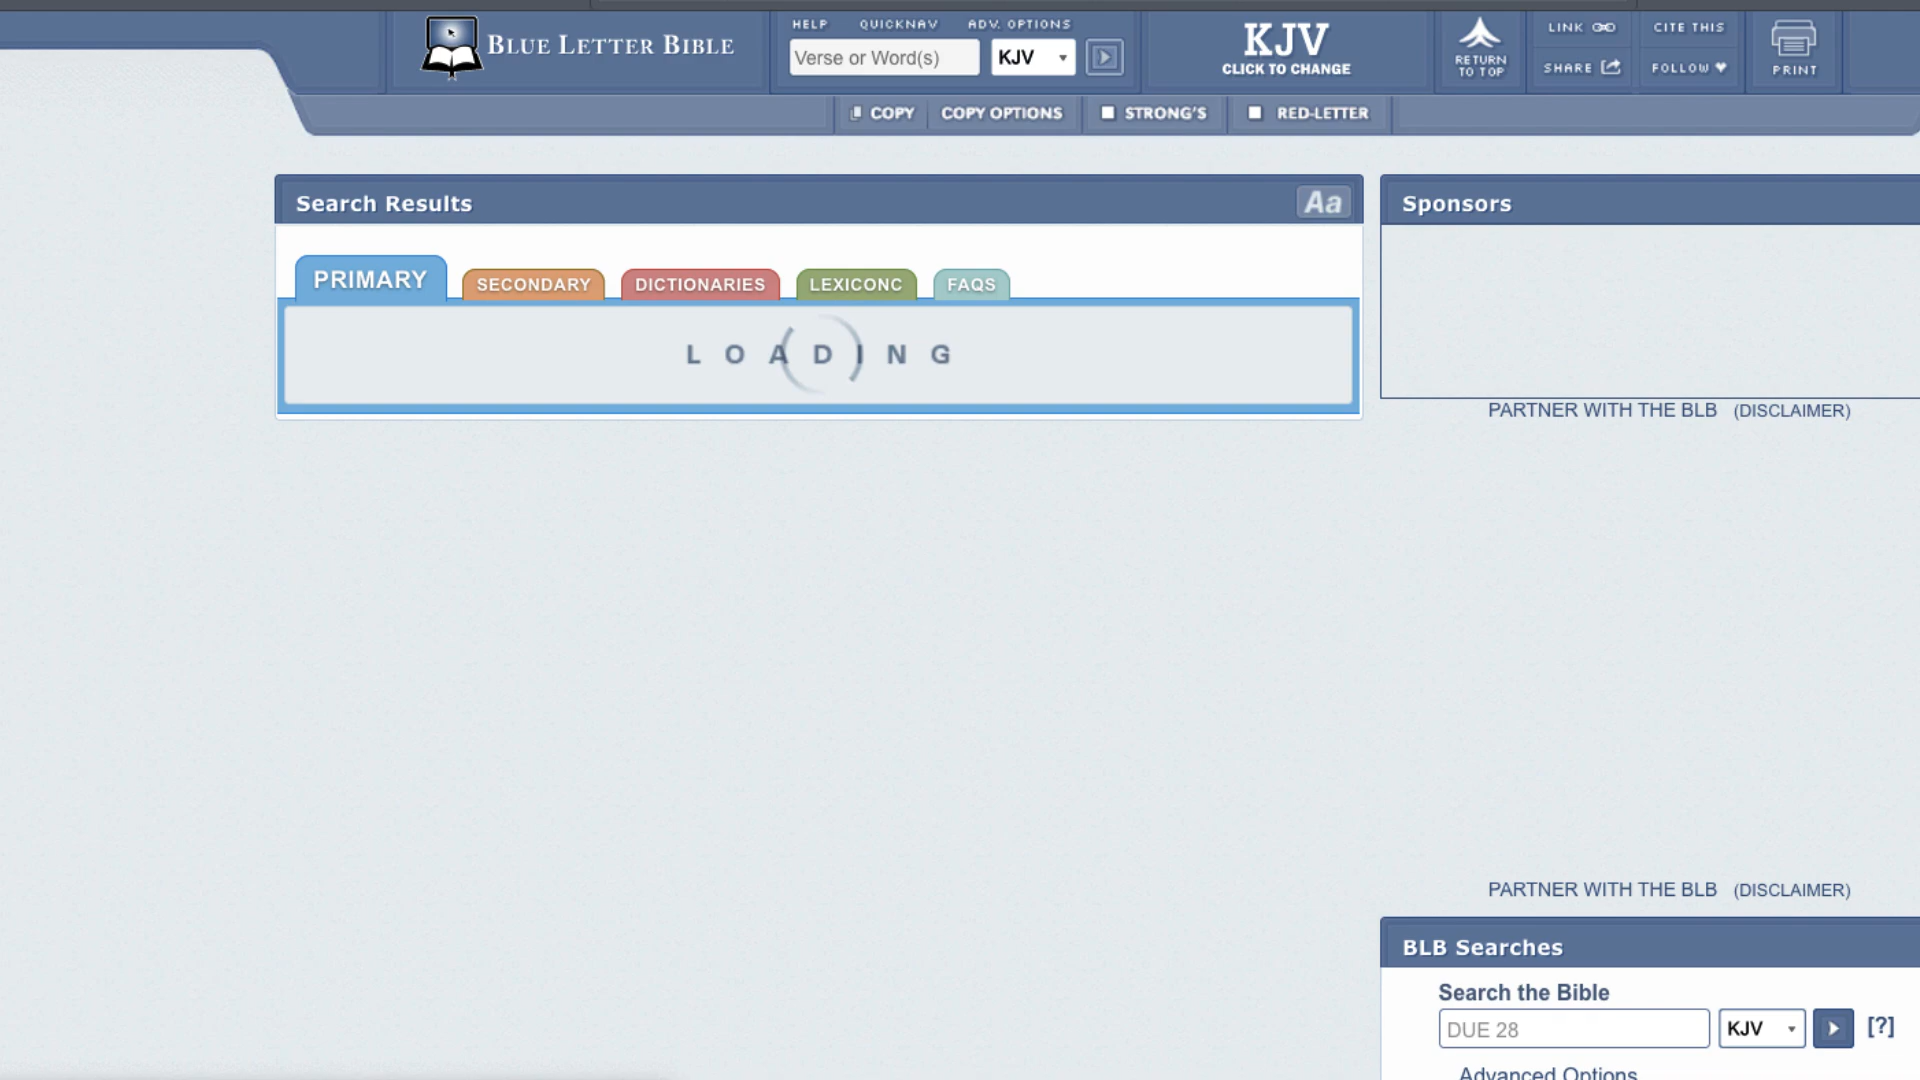 HELP QUICKNAV ADV. OPTIONS
BLUE LETTER BIBLE
Verse or Word(s) KJV
KJV
CLICK TO CHANGE
RETURN
TO TOP
LINK
SHARE
CITE THIS
FOLLOW
PRINT
COPY COPY OPTIONS STRONG'S RED-LETTER
Search Results Aa
PRIMARY SECONDARY DICTIONARIES LEXICONC FAQS
LOADING
Sponsors
PARTNER WITH THE BLB (DISCLAIMER)
PARTNER WITH THE BLB (DISCLAIMER)
BLB Searches
Search the Bible
DUE 28 KJV [?]
Advanced Options